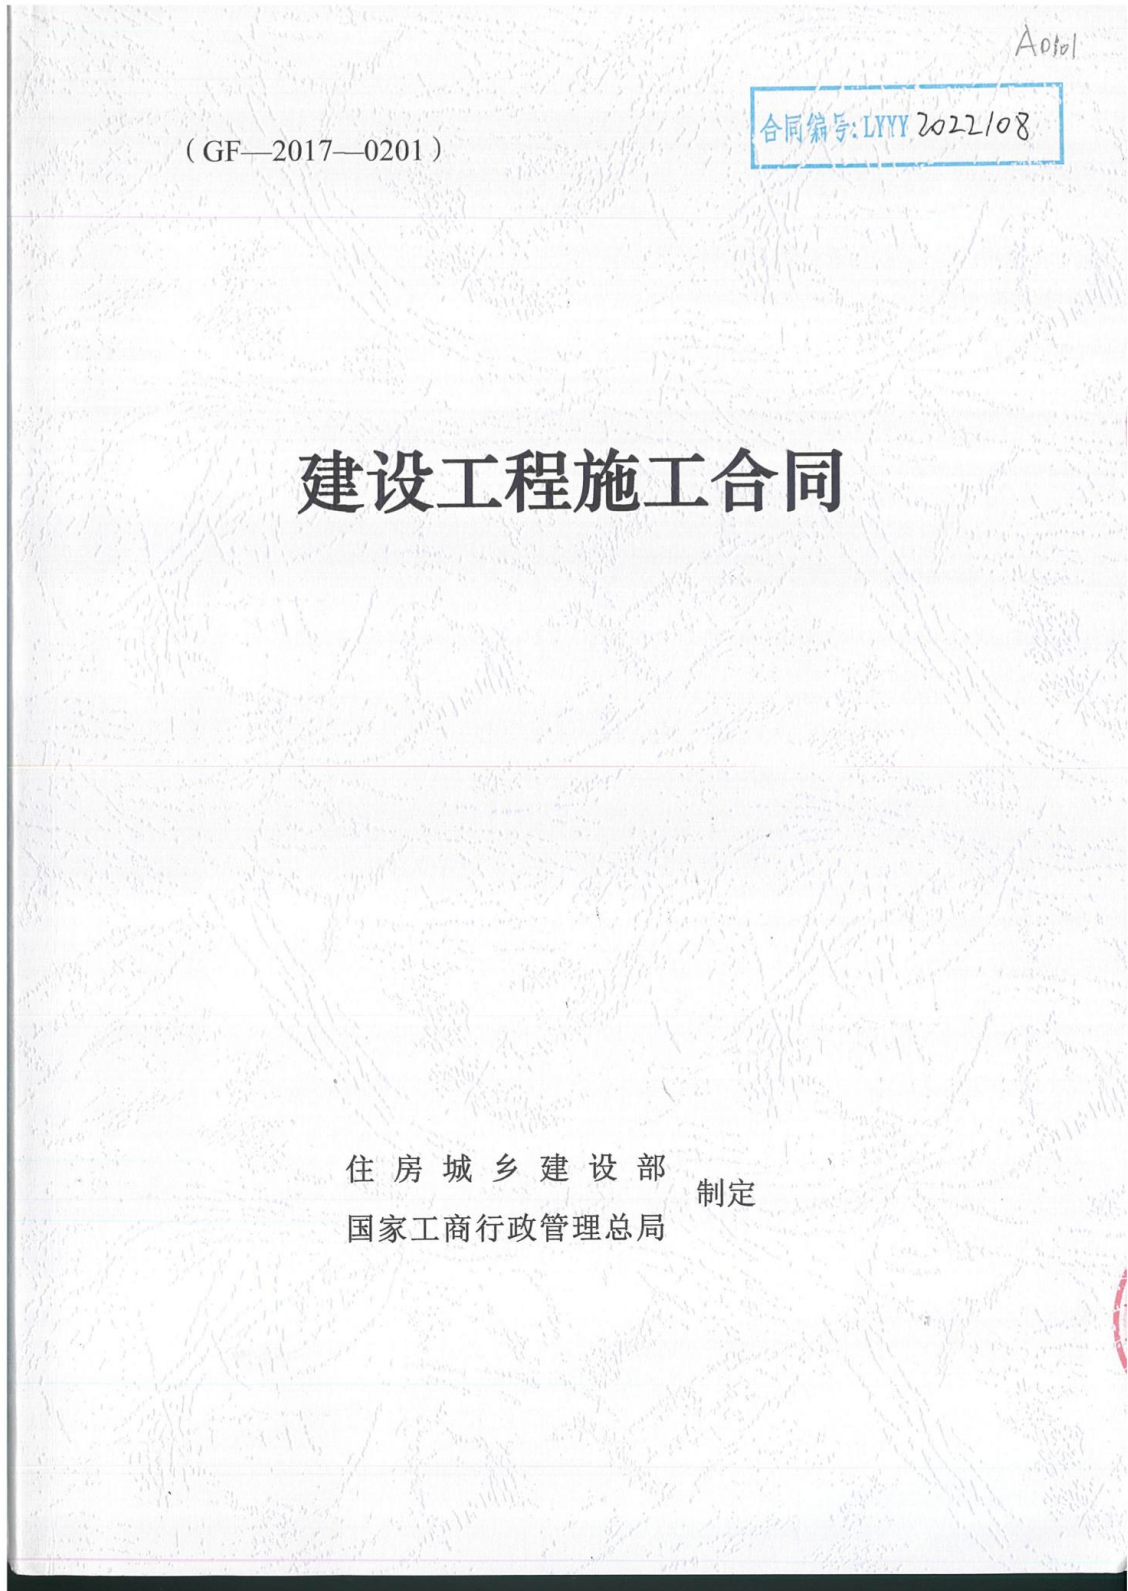 合同编号:LYYY 2022108
(GF—2017—0201)
建设工程施工合同
住房城乡建设部
国家工商行政管理总局
制定